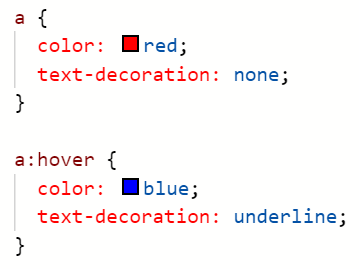 a {
  color: red;
  text-decoration: none;
}

a:hover {
  color: blue;
  text-decoration: underline;
}